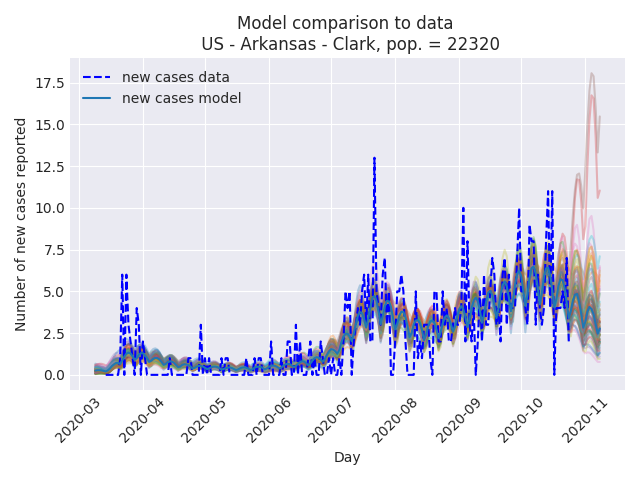 Model comparison to data
US - Arkansas - Clark, pop. = 22320
new cases data
new cases model
Number of new cases reported
17.5
15.0
12.5
10.0
7.5
5.0
2.5
0.0
2020-03
2020-04
2020-05
2020-06
2020-07
2020-08
2020-09
2020-10
2020-11
Day